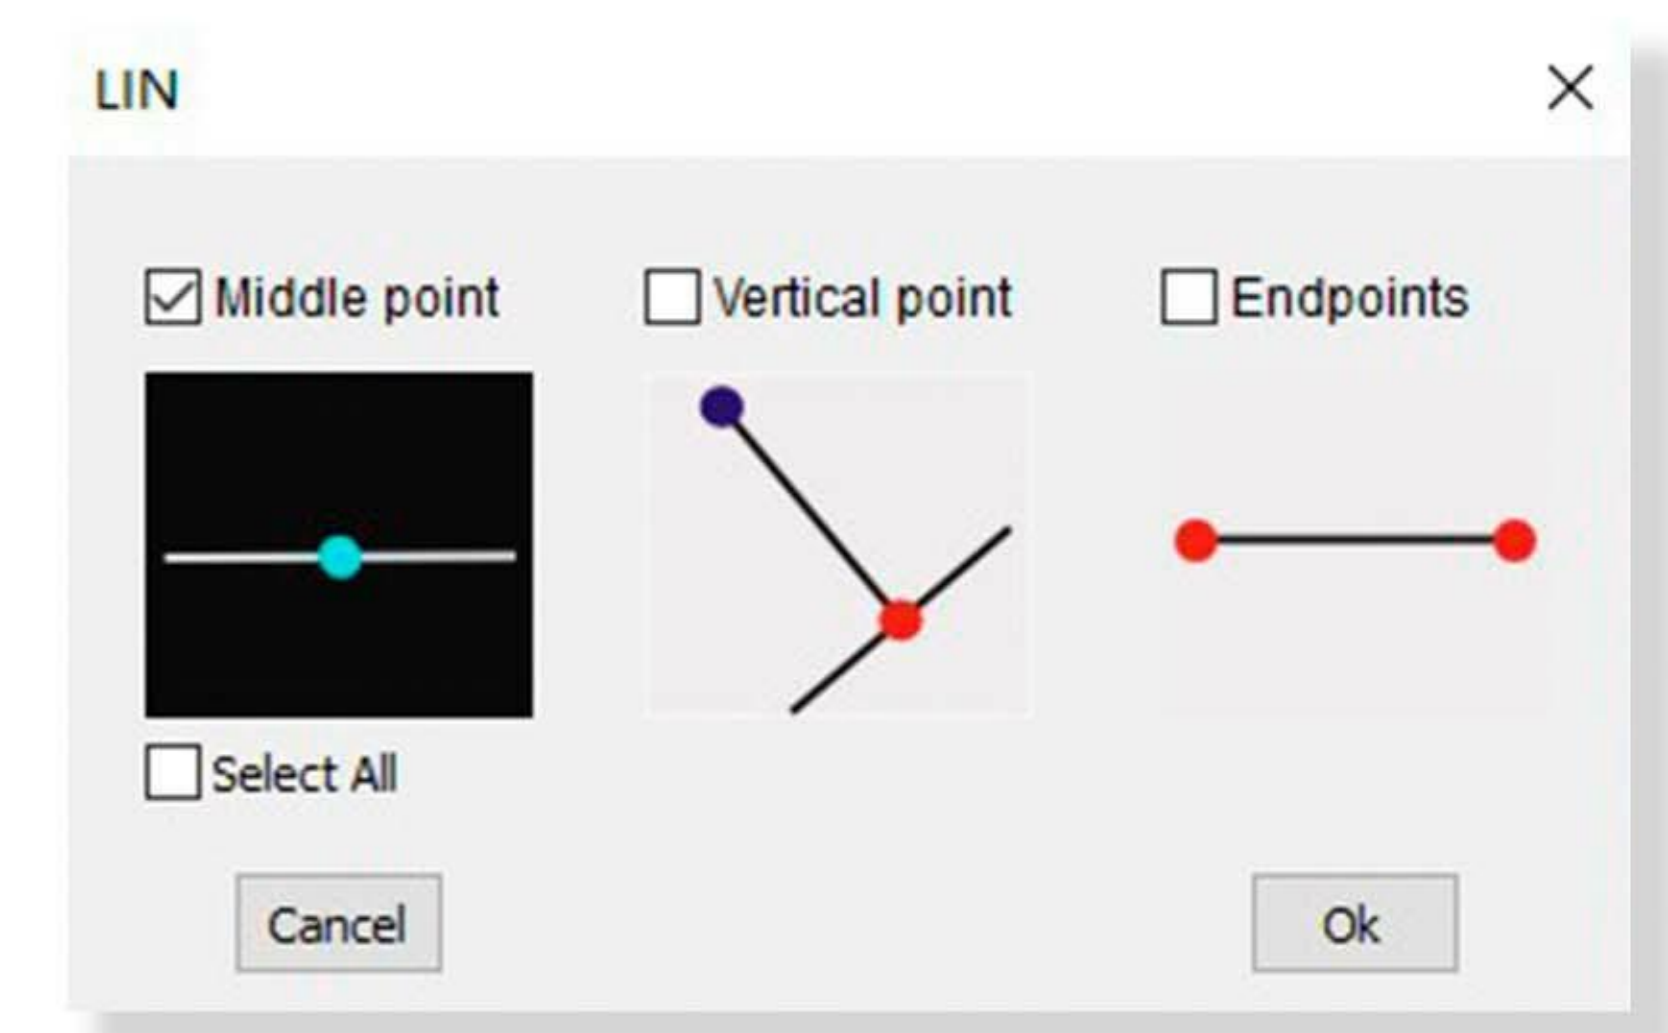 LIN
Middle point
Vertical point
Endpoints
Select All
Cancel
Ok